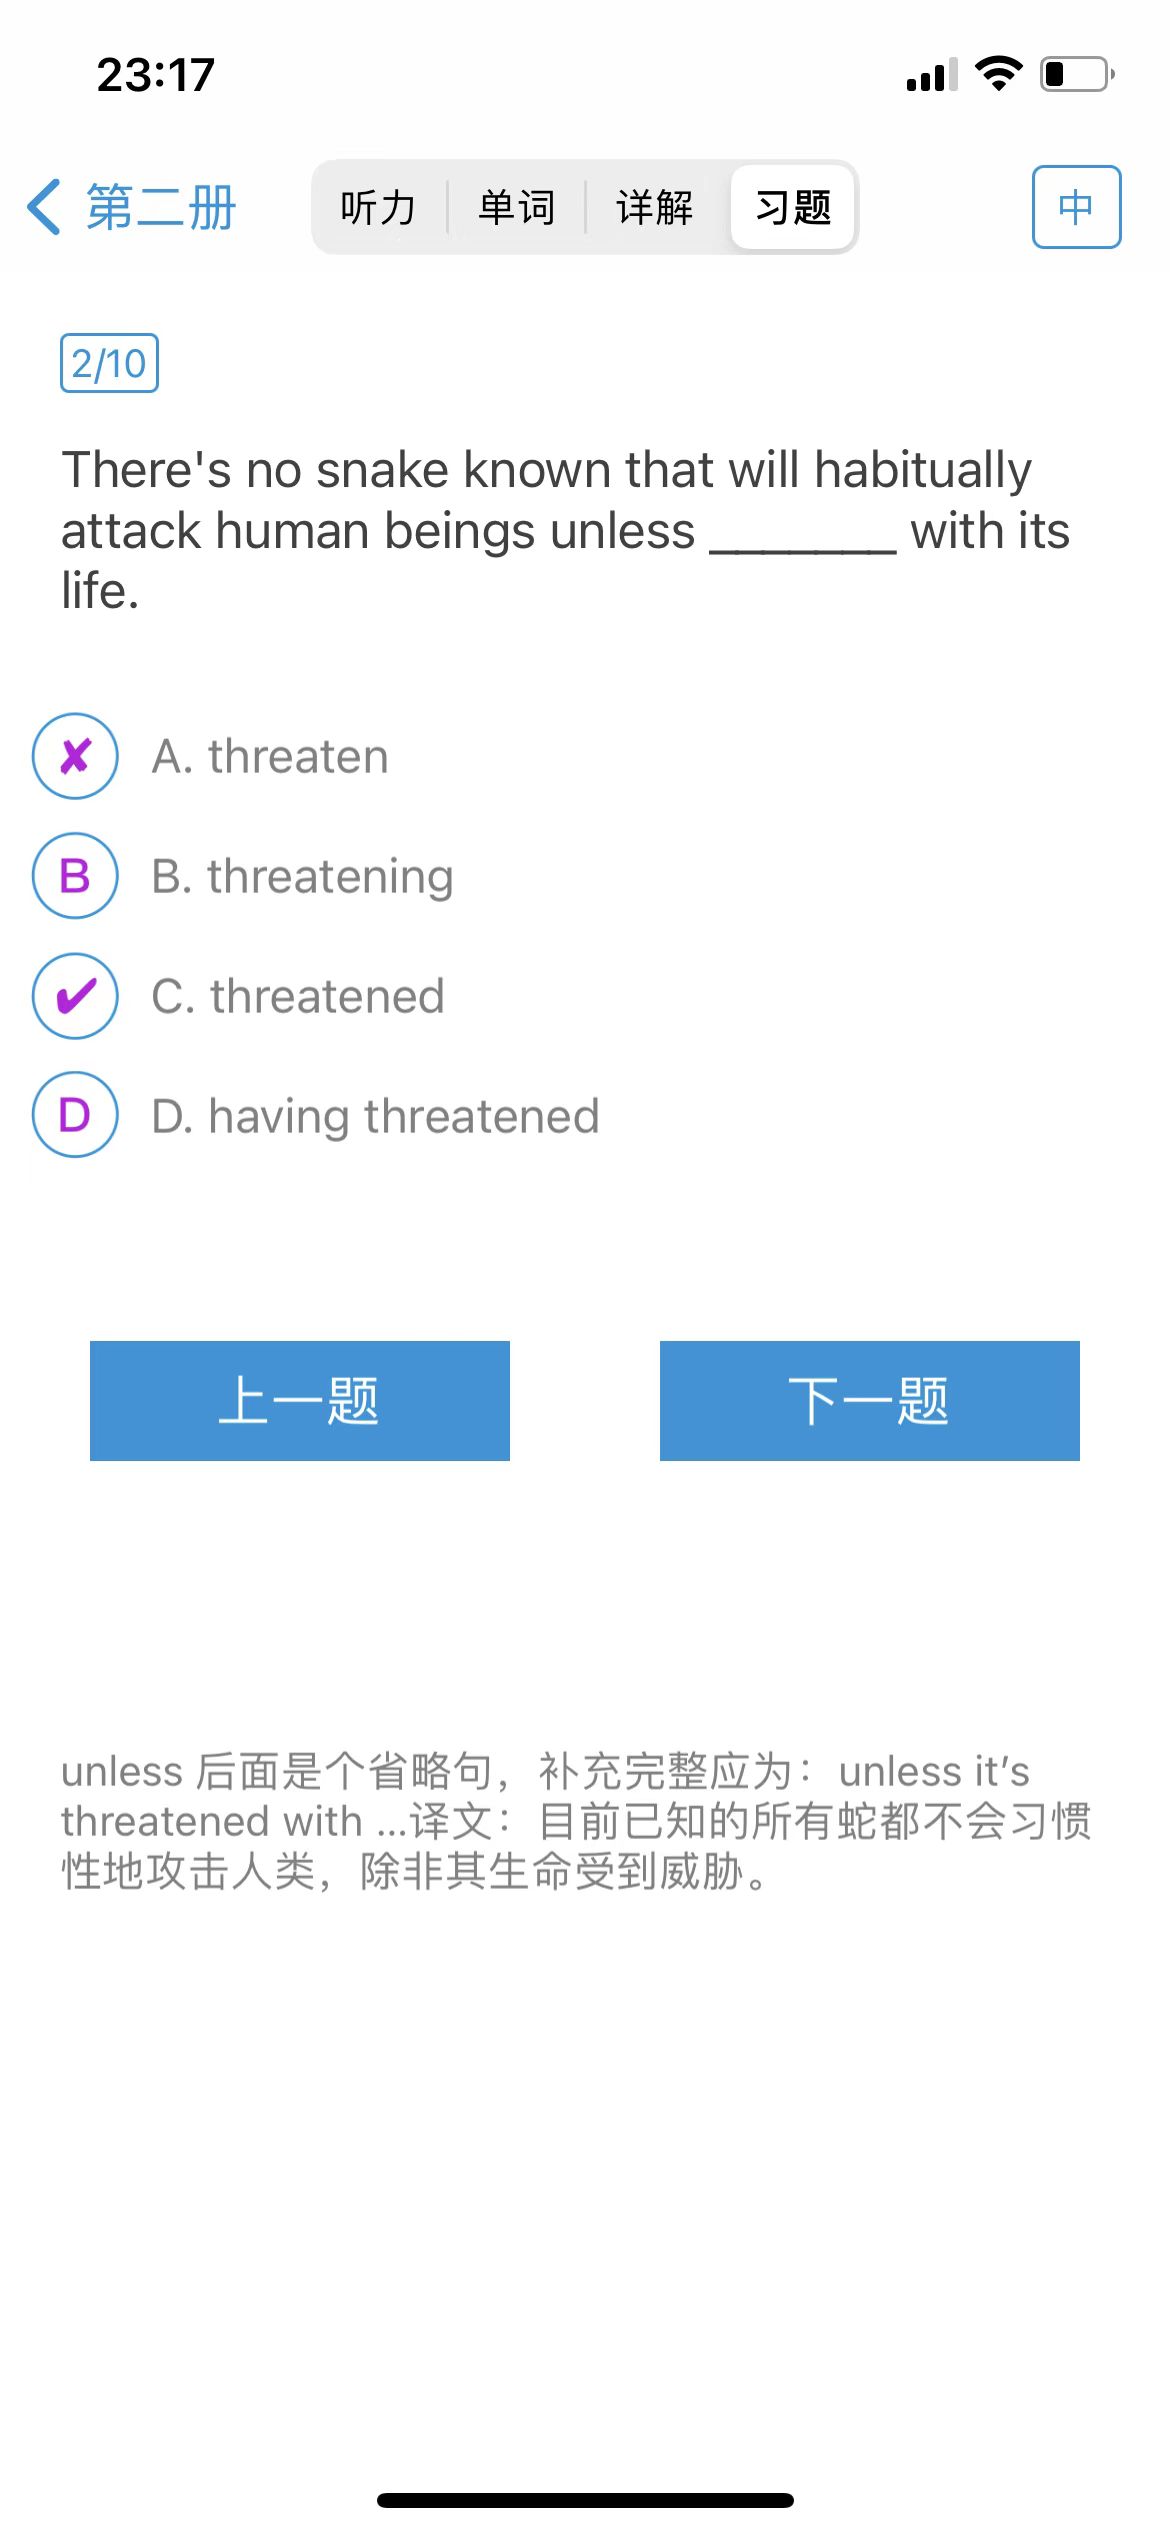 23:17
第二册
听力 单词 详解 习题
中
2/10
There's no snake known that will habitually
attack human beings unless _______ with its
life.
✘ A. threaten
B B. threatening
✔ C. threatened
D D. having threatened
上一题 下一题
unless 后面是个省略句，补充完整应为：unless it’s
threatened with ...译文：目前已知的所有蛇都不会习惯
性地攻击人类，除非其生命受到威胁。